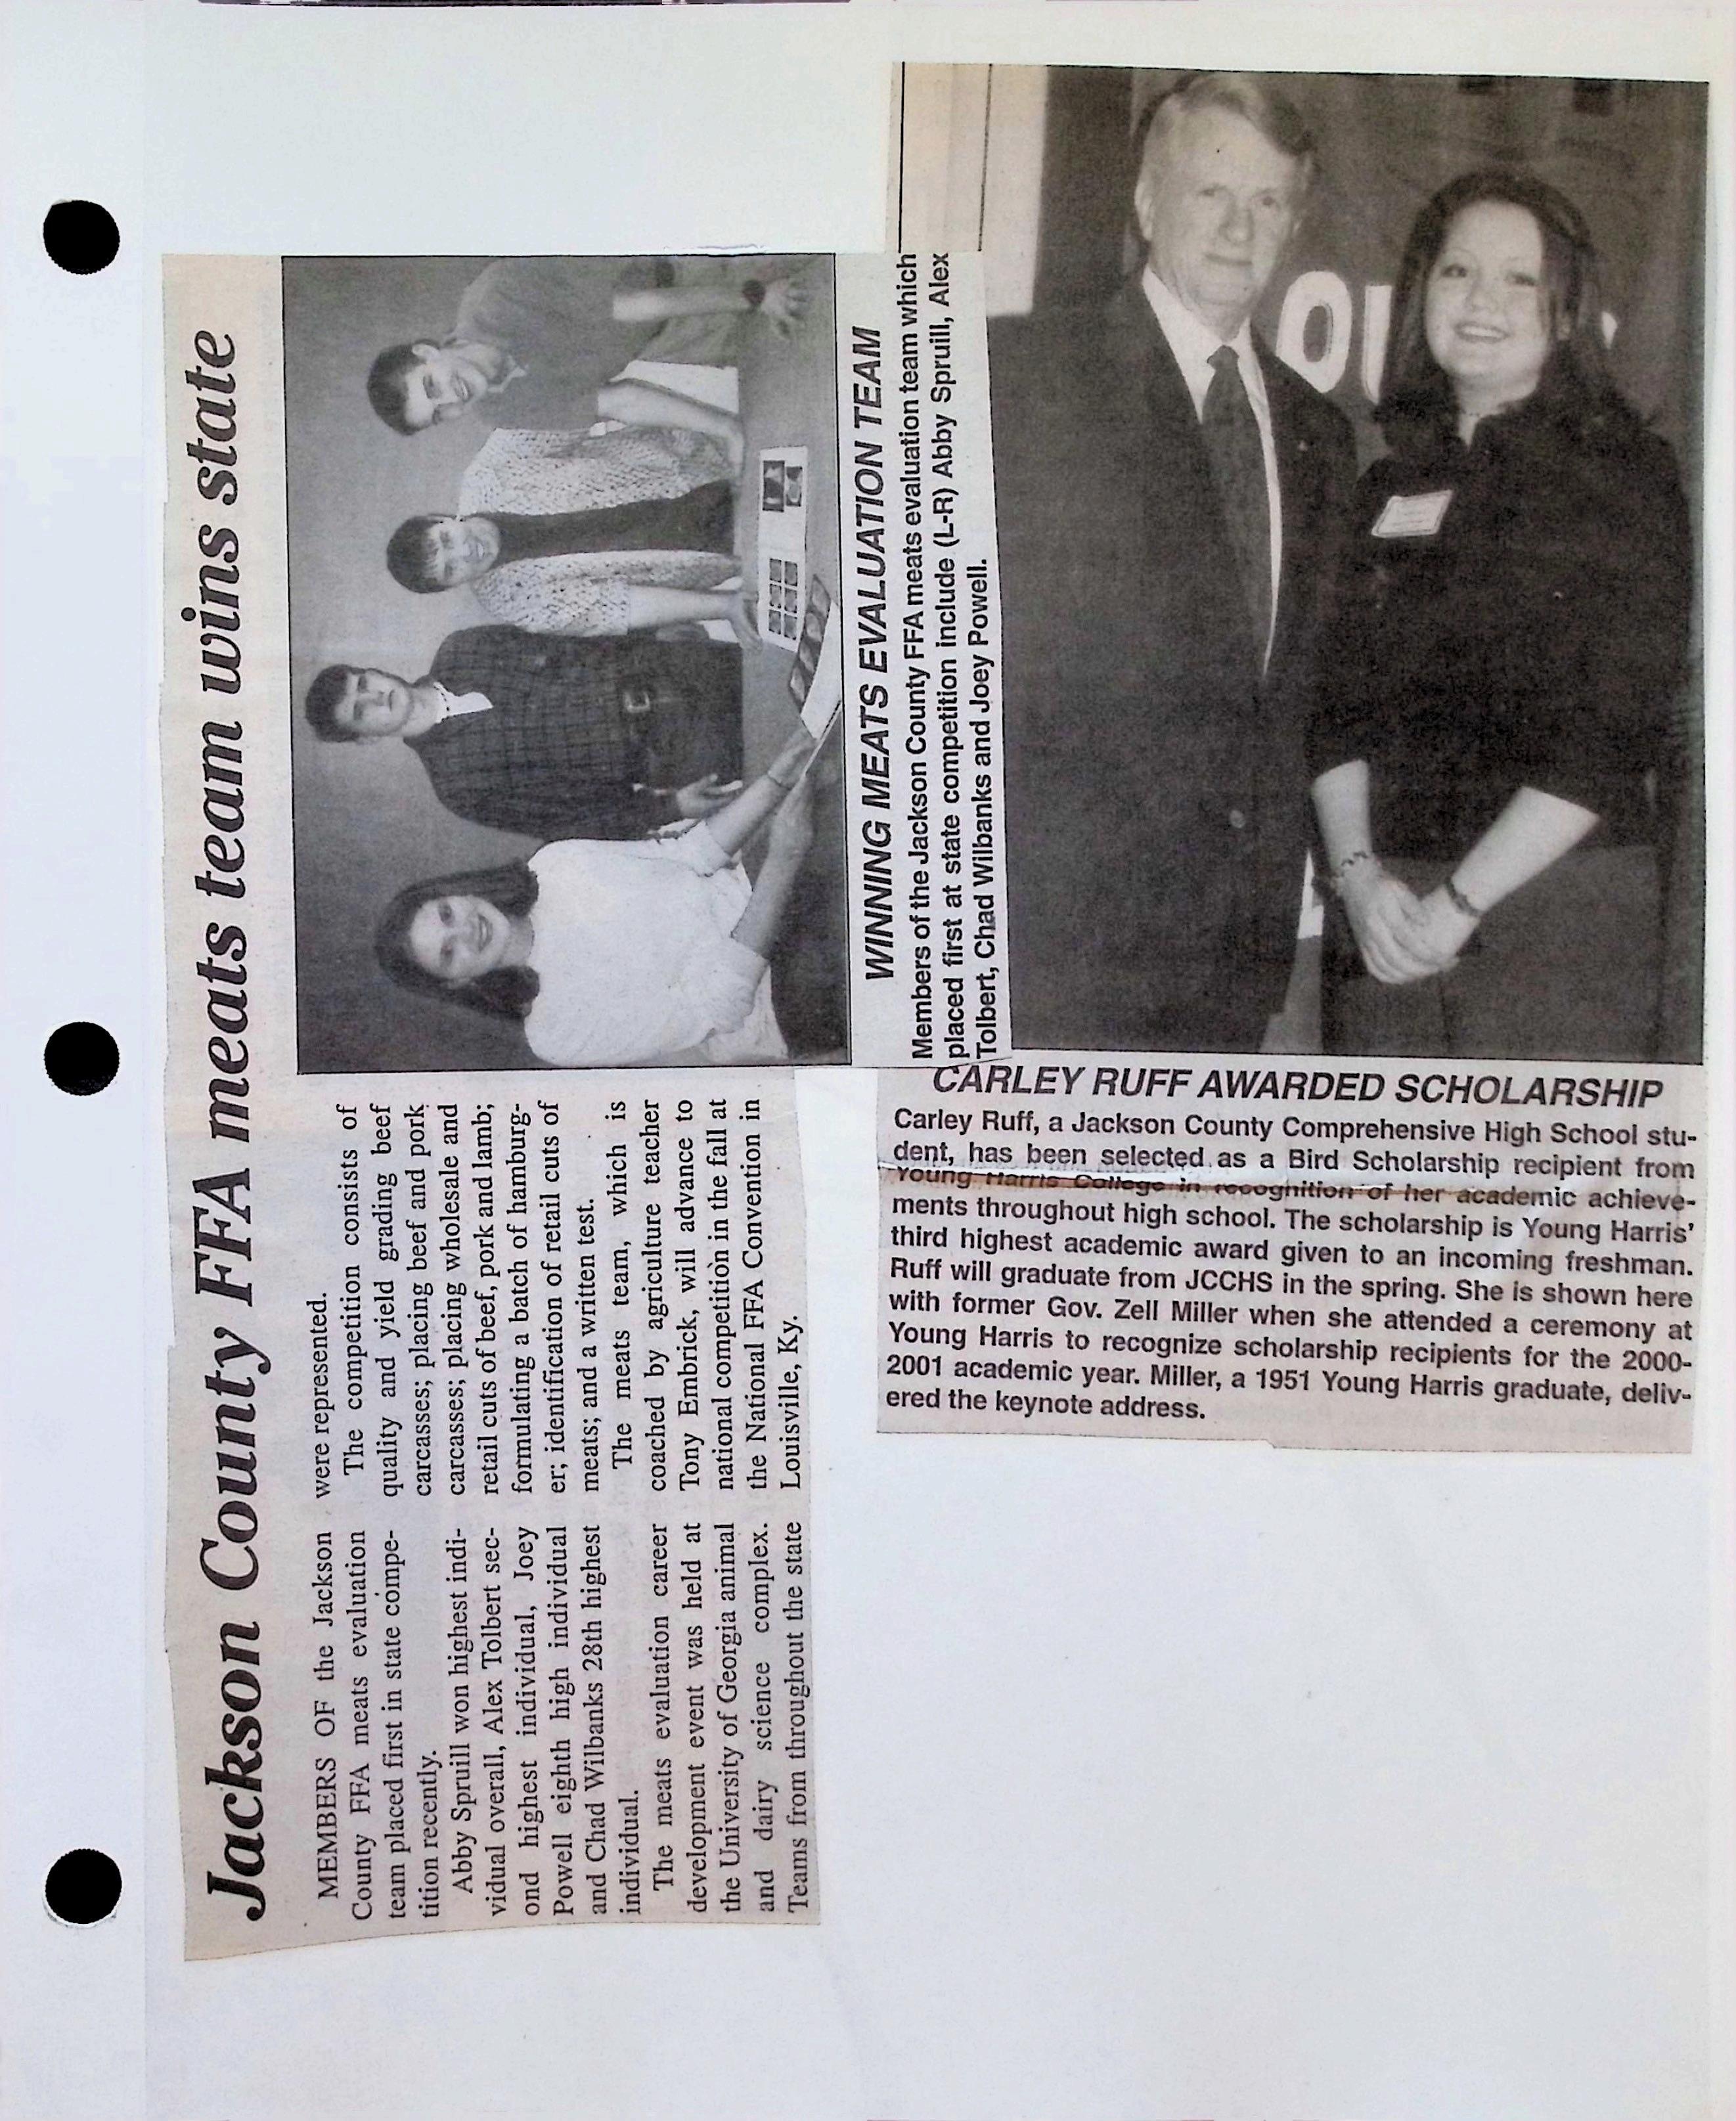 Jackson County FFA meats team wins state
MEMBERS OF the Jackson
County FFA meats evaluation
team placed first in state compe-
tition recently.
Abby Spruill won highest indi-
vidual overall, Alex Tolbert sec-
ond highest individual, Joey
Powell eighth high individual
and Chad Wilbanks 28th highest
individual.
The meats evaluation career
development event was held at
the University of Georgia animal
and dairy science complex.
Teams from throughout the state
were represented.
The competition consists of
quality and yield grading beef
carcasses; placing beef and pork
carcasses; placing wholesale and
retail cuts of beef, pork and lamb;
formulating a batch of hamburg-
er; identification of retail cuts of
meats; and a written test.
The meats team, which is
coached by agriculture teacher
Tony Embrick, will advance to
national competition in the fall at
the National FFA Convention in
Louisville, Ky.
WINNING MEATS EVALUATION TEAM
Members of the Jackson County FFA meats evaluation team which
placed first at state competition include (L-R) Abby Spruill, Alex
Tolbert, Chad Wilbanks and Joey Powell.
OU
CARLEY RUFF AWARDED SCHOLARSHIP
Carley Ruff, a Jackson County Comprehensive High School stu-
dent, has been selected as a Bird Scholarship recipient from
Young Harris College in recognition of her academic achieve-
ments throughout high school. The scholarship is Young Harris'
third highest academic award given to an incoming freshman.
Ruff will graduate from JCCHS in the spring. She is shown here
with former Gov. Zell Miller when she attended a ceremony at
Young Harris to recognize scholarship recipients for the 2000-
2001 academic year. Miller, a 1951 Young Harris graduate, deliv-
ered the keynote address.